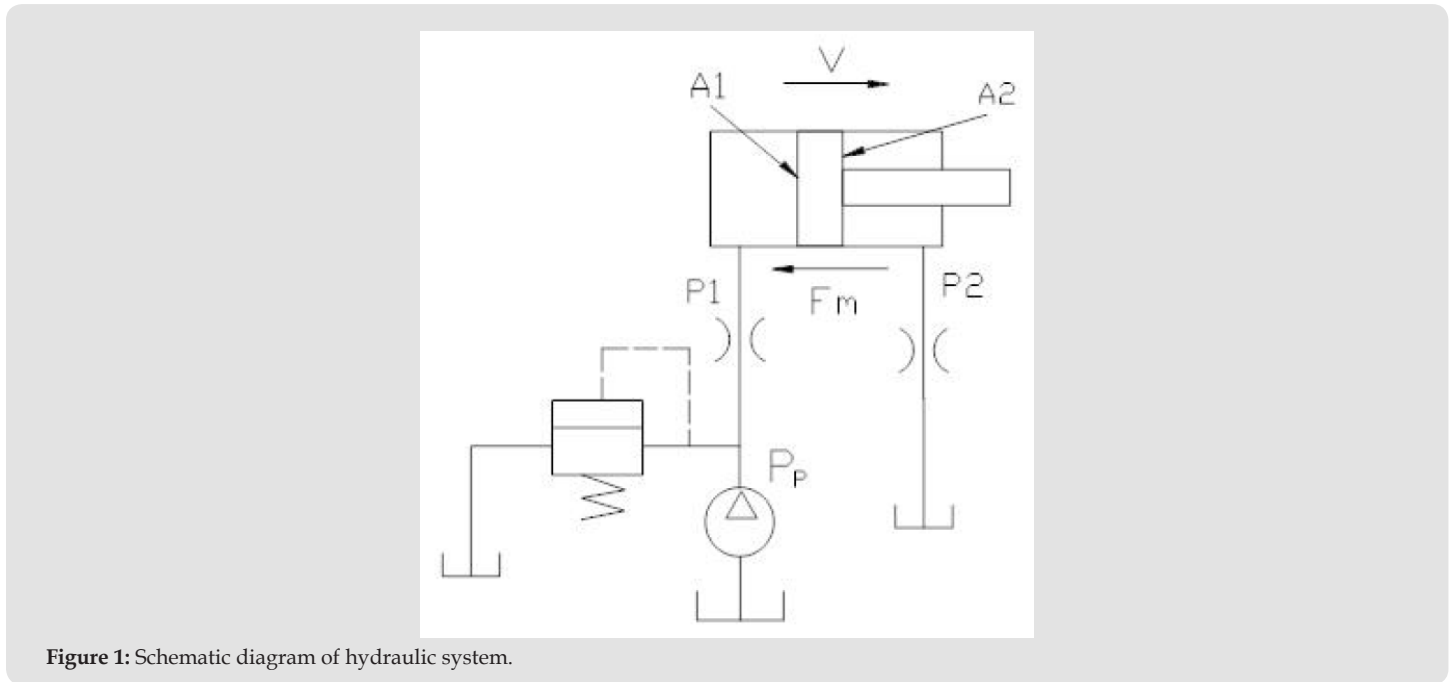 V
A1
A2
P1
Fm
P2
Pp
Figure 1: Schematic diagram of hydraulic system.